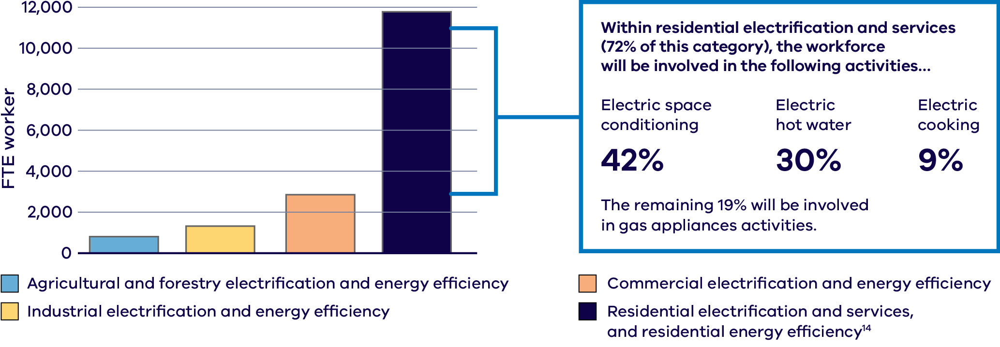 12,000
10,000
8,000
6,000
4,000
2,000
0
FTE worker
Within residential electrification and services
(72% of this category), the workforce
will be involved in the following activities...
Electric space
conditioning
42%
Electric
hot water
30%
Electric
cooking
9%
The remaining 19% will be involved
in gas appliances activities.
Agricultural and forestry electrification and energy efficiency
Industrial electrification and energy efficiency
Commercial electrification and energy efficiency
Residential electrification and services,
and residential energy efficiency¹⁴